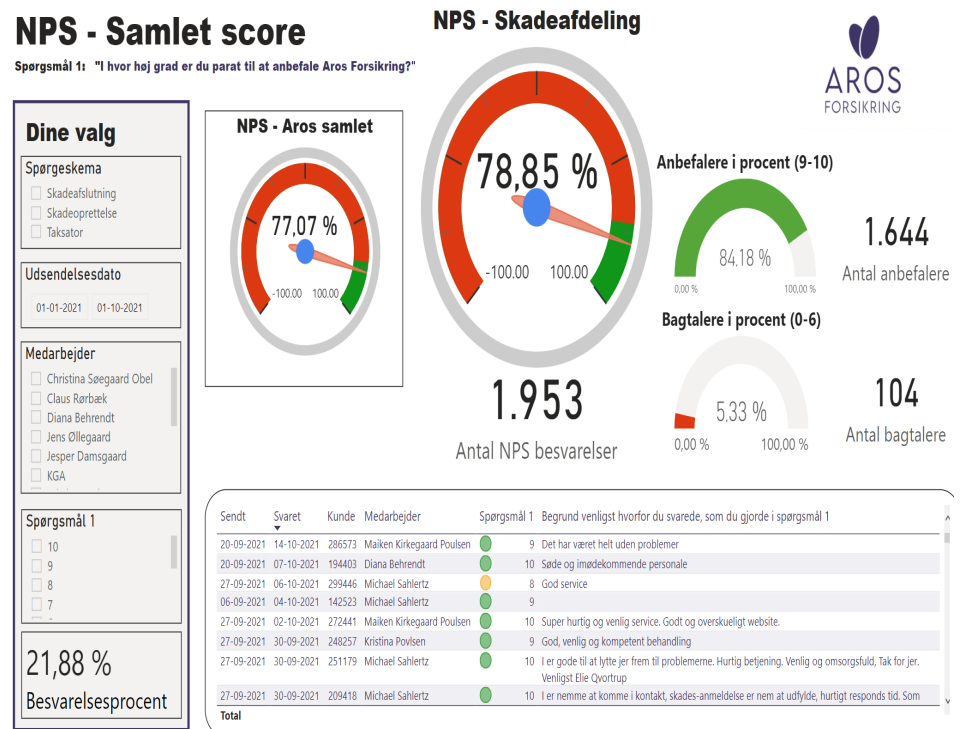 NPS - Samlet score
Spørgsmål 1: "I hvor høj grad er du parat til at anbefale Aros Forsikring?"
NPS - Skadeafdeling
AROS
FORSIKRING
Dine valg
Spørgeskema
Skadeafslutning
Skadeoprettelse
Taksator
Udsendelsesdato
01-01-2021 01-10-2021
Medarbejder
Christina Søegaard Obel
Claus Rørbæk
Diana Behrendt
Jens Øllegaard
Jesper Damsgaard
KGA
Spørgsmål 1
10
9
8
7
21,88 %
Besvarelsesprocent
NPS - Aros samlet
77,07 %
-100.00 100.00
78,85 %
-100.00 100.00
1.953
Antal NPS besvarelser
Anbefalere i procent (9-10)
84,18 %
0,00 % 100,00 %
1.644
Antal anbefalere
Bagtalere i procent (0-6)
5,33 %
0,00 % 100,00 %
104
Antal bagtalere
Sendt Svaret Kunde Medarbejder Spørgsmål 1 Begrund venligst hvorfor du svarede, som du gjorde i spørgsmål 1
20-09-2021 14-10-2021 286573 Maiken Kirkegaard Poulsen 9 Det har været helt uden problemer
20-09-2021 07-10-2021 194403 Diana Behrendt 10 Søde og imødekommende personale
27-09-2021 06-10-2021 299446 Michael Sahlertz 8 God service
06-09-2021 04-10-2021 142523 Michael Sahlertz 9
27-09-2021 02-10-2021 272441 Maiken Kirkegaard Poulsen 10 Super hurtig og venlig service. Godt og overskueligt website.
27-09-2021 30-09-2021 248257 Kristina Povlsen 9 God, venlig og kompetent behandling
27-09-2021 30-09-2021 251179 Michael Sahlertz 10 I er gode til at lytte jer frem til problemerne. Hurtig betjening. Venlig og omsorgsfuld, Tak for jer.
Venligst Elie Qvortrup
27-09-2021 30-09-2021 209418 Michael Sahlertz 10 I er nemme at komme i kontakt, skades-anmeldelse er nem at udfylde, hurtigt responds tid. Som
Total